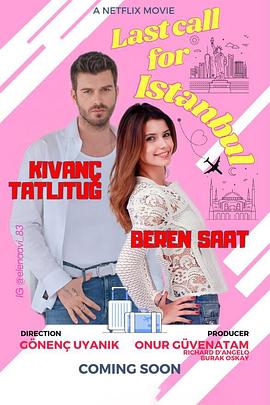 A NETFLIX MOVIE
Last call
for
Istanbul
KIVANÇ
TATLITUĞ
BEREN SAAT
IG @elenaavi_83
DIRECTION
GÖNENÇ UYANIK
PRODUCER
ONUR GÜVENATAM
RICHARD D'ANGELO
BURAK OSKAY
COMING SOON